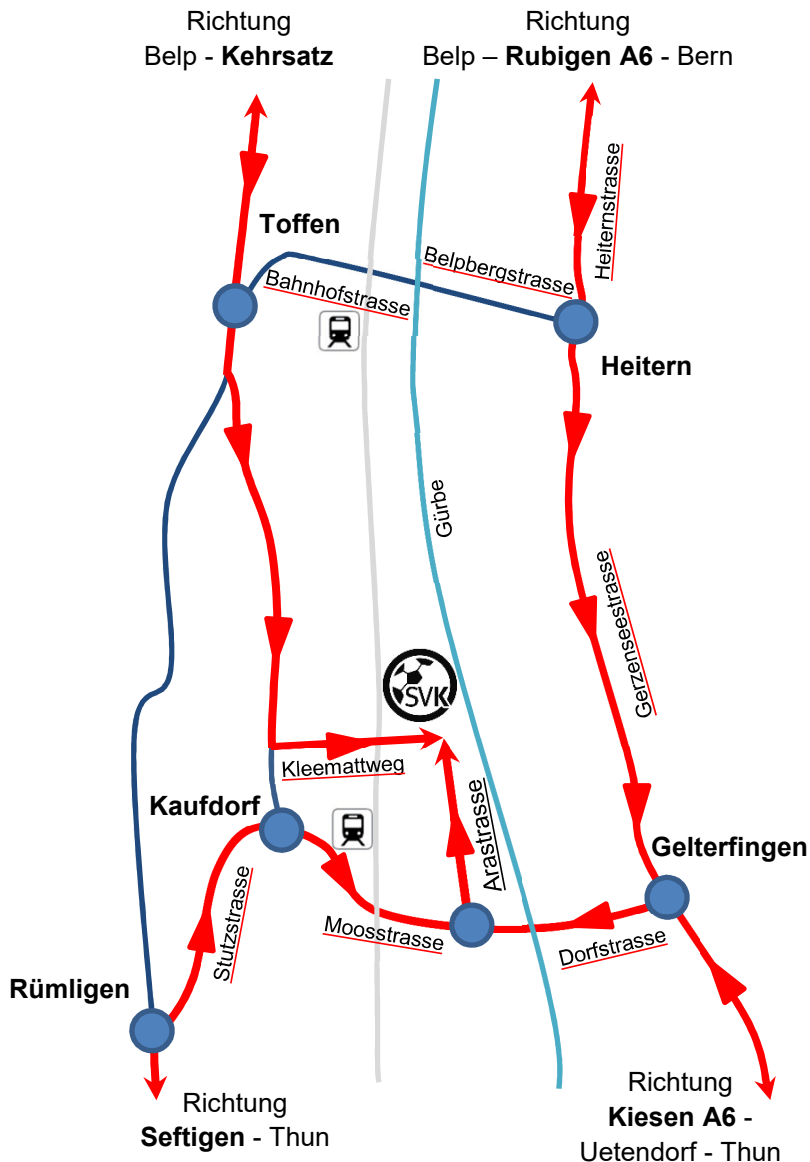 Richtung
Belp - Kehrsatz
Richtung
Belp – Rubigen A6 - Bern
Heiternstrasse
Toffen
Belpbergstrasse
Bahnhofstrasse
Heitern
Gürbe
Gerzenseestrasse
SVK
Kleemattweg
Kaufdorf
Arastrasse
Gelterfingen
Stutzstrasse
Moosstrasse
Dorfstrasse
Rümligen
Richtung
Seftigen - Thun
Richtung
Kiesen A6 -
Uetendorf - Thun